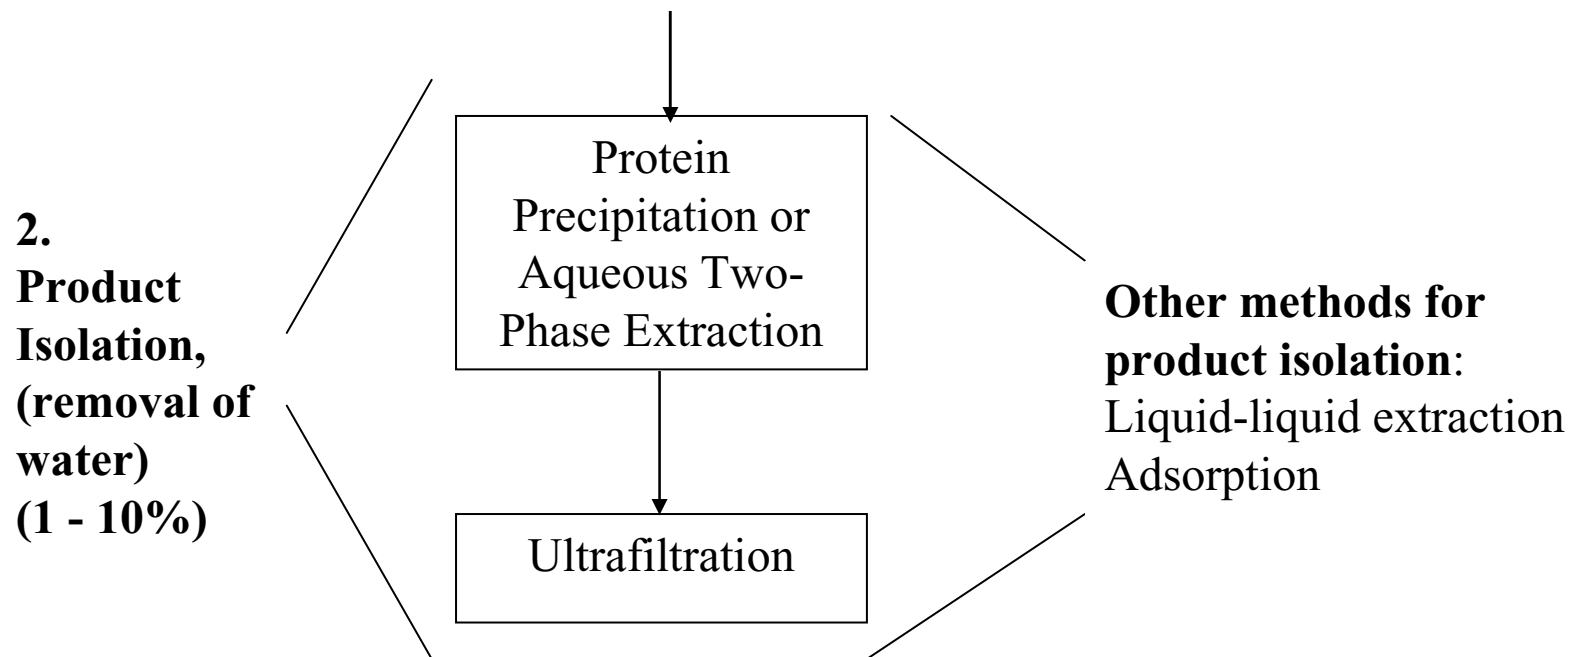 2.
Product
Isolation,
(removal of
water)
(1 - 10%)
Protein
Precipitation or
Aqueous Two-
Phase Extraction
Ultrafiltration
Other methods for
product isolation:
Liquid-liquid extraction
Adsorption